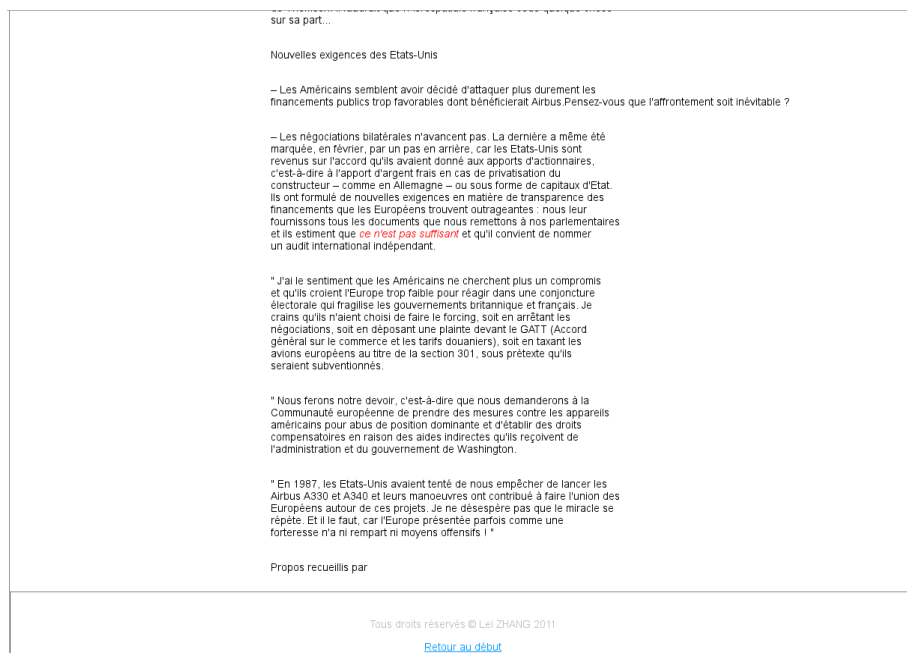 sur sa part...
Nouvelles exigences des Etats-Unis
– Les Américains semblent avoir décidé d'attaquer plus durement les
financements publics trop favorables dont bénéficierait Airbus.Pensez-vous que l'affrontement soit inévitable ?
– Les négociations bilatérales n'avancent pas. La dernière a même été
marquée, en février, par un pas en arrière, car les Etats-Unis sont
revenus sur l'accord qu'ils avaient donné aux apports d'actionnaires,
c'est-à-dire à l'apport d'argent frais en cas de privatisation du
constructeur – comme en Allemagne – ou sous forme de capitaux d'Etat.
Ils ont formulé de nouvelles exigences en matière de transparence des
financements que les Européens trouvent outrageantes : nous leur
fournissons tous les documents que nous remettons à nos parlementaires
et ils estiment que ce n'est pas suffisant et qu'il convient de nommer
un audit international indépendant.
" J'ai le sentiment que les Américains ne cherchent plus un compromis
et qu'ils croient l'Europe trop faible pour réagir dans une conjoncture
électorale qui fragilise les gouvernements britannique et français. Je
crains qu'ils n'aient choisi de faire le forcing, soit en arrêtant les
négociations, soit en déposant une plainte devant le GATT (Accord
général sur le commerce et les tarifs douaniers), soit en taxant les
avions européens au titre de la section 301, sous prétexte qu'ils
seraient subventionnés.
" Nous ferons notre devoir, c'est-à-dire que nous demanderons à la
Communauté européenne de prendre des mesures contre les appareils
américains pour abus de position dominante et d'établir des droits
compensatoires en raison des aides indirectes qu'ils reçoivent de
l'administration et du gouvernement de Washington.
" En 1987, les Etats-Unis avaient tenté de nous empêcher de lancer les
Airbus A330 et A340 et leurs manoeuvres ont contribué à faire l'union des
Européens autour de ces projets. Je ne désespère pas que le miracle se
répète. Et il le faut, car l'Europe présentée parfois comme une
forteresse n'a ni rempart ni moyens offensifs ! "
Propos recueillis par
Tous droits réservés © Lei ZHANG 2011
Retour au début